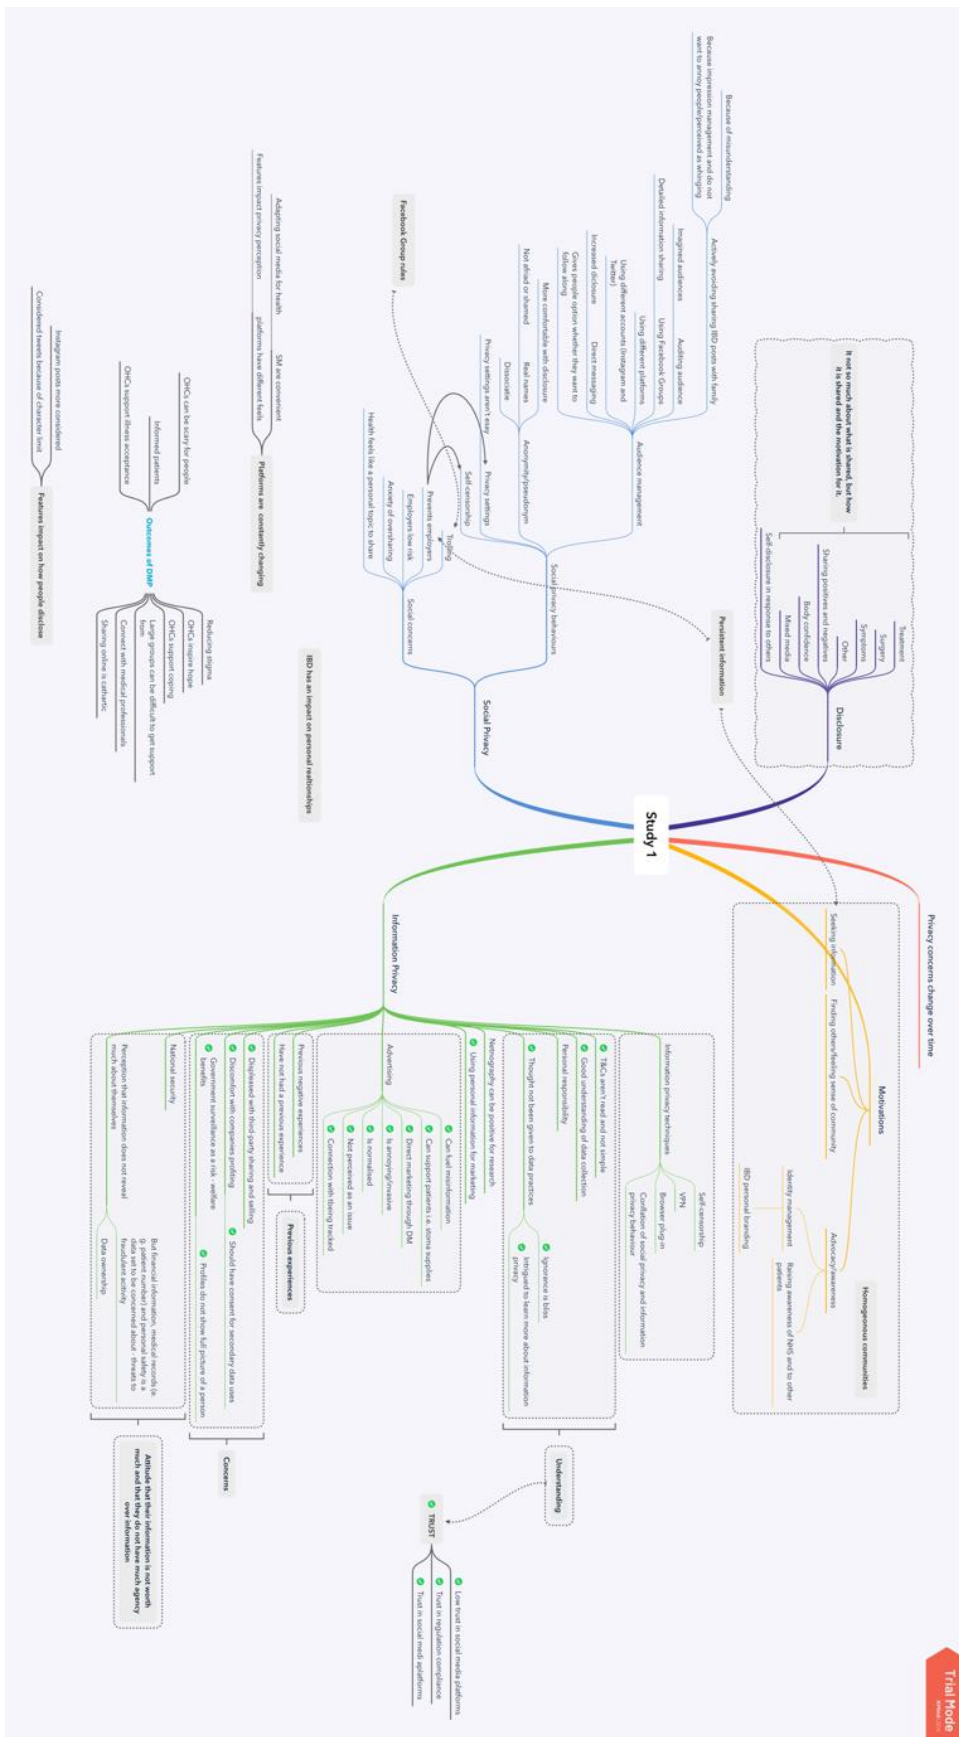 Study 1
Privacy concerns change over time
Disclosure
Treatment
Surgery
Symptoms
Other
Sharing positives and negatives
Body confidence
Mixed media
Self-disclosure in response to others
It not so much about what is shared, but how
it is shared and the motivation for it.
Motivations
Seeking information
Finding others/feeling sense of community
Advocacy/awareness
Identity management
IBD personal branding
Raising awareness of NHS and to other
patients
Homogeonous communities
Persistent information
Social Privacy
Social privacy behaviours
Audience management
Actively avoiding sharing IBD posts with family
Because of misunderstanding
Because impression management and do not
want to annoy people/perceived as whinging
Auditing audience
Imagined audiences
Using Facebook Groups
Detailed information sharing
Using different platforms
Using different accounts (Instagram and
Twitter)
Direct messaging
Increased diclosure
Gives people option whether they want to
follow along
Anonymity/pseudonym
More comfortable with disclosure
Real names
Not afriad or shamed
Dissociatie
Privacy settings
Privacy settings aren't esay
Self-censorship
Social concerns
Trolling
Prevents employers
Employers low risk
Anxiety of oversharing
Health feels like a personal topic to share
Facebook Group rules
IBD has an impact on personal realtionships
Platforms are constantly changing
SM are convenient
Adapting social media for health
platforms have different feels
Features impact privacy perception
Outcomes of DMP
OHCs can be scary for people
Informed patients
OHCs support illness acceptance
Reducing stigma
OHCs inspire hope
OHCs support coping
Large groups can be difficult to get support
from
Connect with medical professionals
Sharing online is cathartic
Features impact on how people disclose
Instagram posts more considered
Considered tweets because of character limit
Information Privacy
Information privacy techniques
Self-censorship
VPN
Browser plug-in
Conflation of social privacy and information
privacy behaviour
T&Cs aren't read and not simple
Good understanding of data collection
Personal responsibility
Thought not been given to data practices
Ignorance is bliss
Intrigued to learn more about information
privacy
Understanding
TRUST
Low trust in social media platforms
Trust in regulation compliance
Trust in social medi aplatforms
Netnography can be positive for research
Using personal information for marketing
Advertising
Can fuel misinformation
Can support patients i.e. stoma supplies
Direct marketing through DM
Is annoying/invasive
Is normalised
Not perceived as an issue
Connection with tbeing tracked
Previous negative experiences
Have not had a previous experience
Previous experiences
Displeased with third party sharing and selling
Discomfort with companies profiting
Should have consent for secondary data uses
Government surveillance as a risk - welfare
benefits
Profiles do not show full picture of a person
Concerns
National security
Perception that information does not reveal
much about themselves
But financial information, medical records (e.
g. patient number) and personal safety is a
data set to be concerned about - threats to
fraudulent acitivity
Data ownership
Attitude that their information is not worth
much and that they do not have much agency
over information
Trial Mode